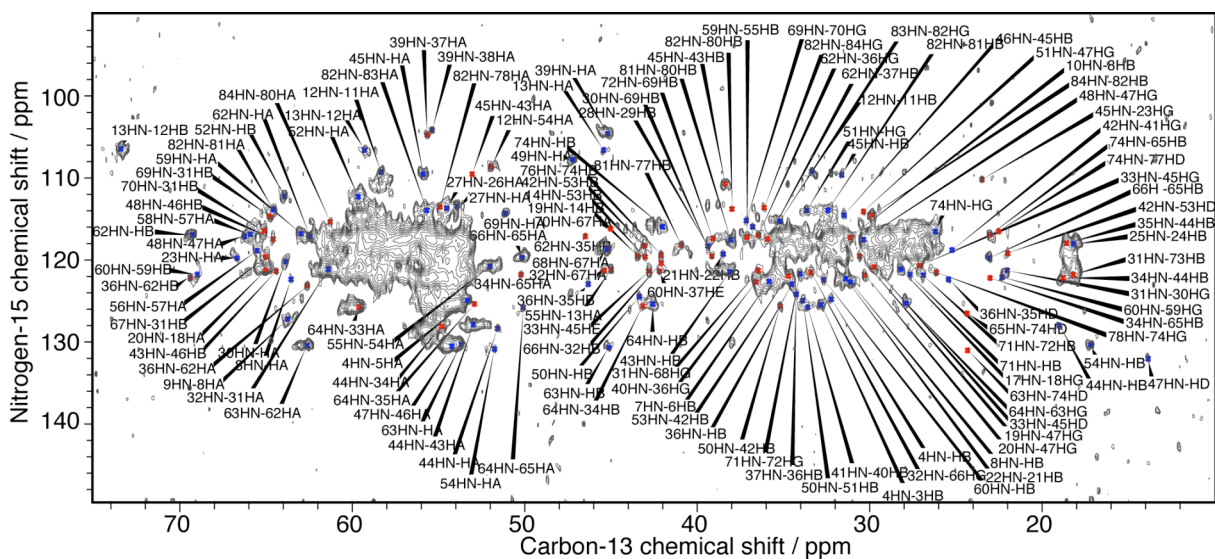 59HN-55HB
69HN-70HG
83HN-82HG
39HN-37HA
82HN-80HB
82HN-84HG
82HN-81HB
46HN-45HB
45HN-HA
39HN-38HA
45HN-43HB
62HN-36HG
51HN-47HG
82HN-83HA
82HN-78HA
39HN-HA
81HN-80HB
62HN-37HB
10HN-8HB
84HN-80HA
12HN-11HA
13HN-HA
72HN-69HB
84HN-82HB
62HN-HA
45HN-43HA
30HN-69HB
12HN-11HB
48HN-47HG
13HN-12HB
52HN-HB
13HN-12HA
12HN-54HA
28HN-29HB
45HN-23HG
82HN-81HA
52HN-HA
74HN-HB
51HN-HG
42HN-41HG
59HN-HA
49HN-HA
45HN-HB
74HN-65HB
69HN-31HB
76HN-74HB
81HN-77HB
74HN-77HD
70HN-31HB
27HN-26HA
42HN-53HB
33HN-45HG
48HN-46HB
27HN-HA
14HN-53HB
74HN-HG
66H -65HB
58HN-57HA
69HN-HA
19HN-14HB
42HN-53HD
62HN-HB
66HN-65HA
70HN-67HA
35HN-44HB
48HN-47HA
62HN-35HB
25HN-24HB
23HN-HA
68HN-67HA
31HN-73HB
60HN-59HB
32HN-67HA
21HN-22HB
34HN-44HB
36HN-62HB
34HN-65HA
60HN-37HE
31HN-30HG
56HN-57HA
36HN-35HB
36HN-35HD
60HN-59HG
67HN-31HB
64HN-33HA
55HN-13HA
65HN-74HD
34HN-65HB
20HN-18HA
55HN-54HA
33HN-45HE
64HN-HB
71HN-72HB
78HN-74HG
43HN-46HB
30HN-HA
4HN-5HA
66HN-32HB
43HN-HB
71HN-HB
54HN-HB
36HN-62HA
8HN-HA
44HN-34HA
50HN-HB
31HN-68HG
17HN-18HG
44HN-HB
47HN-HD
9HN-8HA
64HN-35HA
63HN-HB
40HN-36HG
63HN-74HD
32HN-31HA
47HN-46HA
64HN-34HB
7HN-6HB
64HN-63HG
63HN-62HA
63HN-HA
53HN-42HB
33HN-45HD
44HN-43HA
36HN-HB
19HN-47HG
44HN-HA
50HN-42HB
4HN-HB
20HN-47HG
64HN-65HA
71HN-72HG
41HN-40HB
8HN-HB
54HN-HA
37HN-36HB
32HN-66HG
22HN-21HB
50HN-51HB
60HN-HB
4HN-3HB
100
110
120
130
140
Nitrogen-15 chemical shift / ppm
70
60
50
40
30
20
Carbon-13 chemical shift / ppm